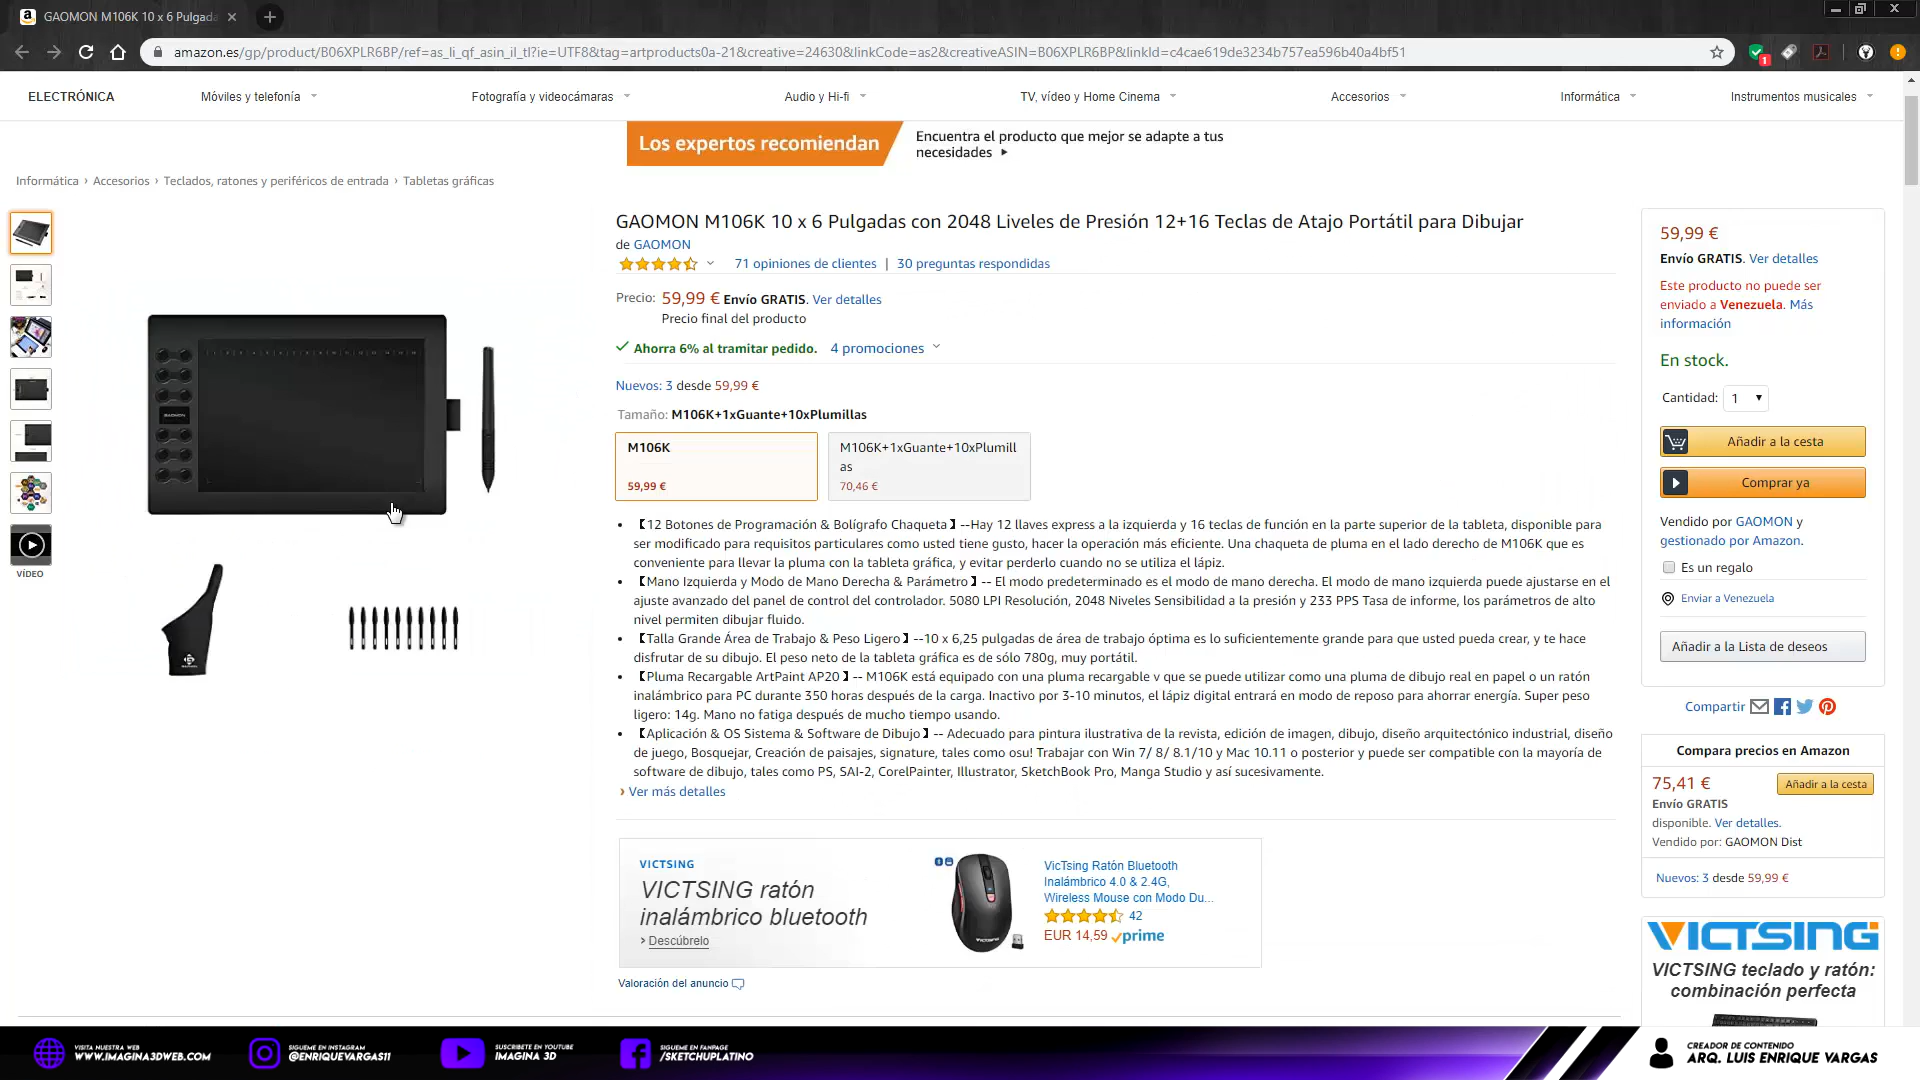 GAOMON M106K 10 x 6 Pulgada
amazon.es/gp/product/B06XPLR6BP/ref=as_li_qf_asin_il_tl?ie=UTF8&tag=artproducts0a-21&creative=24630&linkCode=as2&creativeASIN=B06XPLR6BP&linkId=c4cae619de3234b757ea596b40a4bf51
1
ELECTRÓNICA
Móviles y telefonía
Fotografía y videocámaras
Audio y Hi-fi
TV, vídeo y Home Cinema
Accesorios
Informática
Instrumentos musicales
Los expertos recomiendan
Encuentra el producto que mejor se adapte a tus
necesidades ▸
Informática › Accesorios › Teclados, ratones y periféricos de entrada › Tabletas gráficas
VÍDEO
GAOMON M106K 10 x 6 Pulgadas con 2048 Liveles de Presión 12+16 Teclas de Atajo Portátil para Dibujar
de GAOMON
71 opiniones de clientes | 30 preguntas respondidas
Precio: 59,99 € Envío GRATIS. Ver detalles
Precio final del producto
Ahorra 6% al tramitar pedido. 4 promociones
Nuevos: 3 desde 59,99 €
Tamaño: M106K+1xGuante+10xPlumillas
M106K
59,99 €
M106K+1xGuante+10xPlumill
as
70,46 €
• 【12 Botones de Programación & Bolígrafo Chaqueta】--Hay 12 llaves express a la izquierda y 16 teclas de función en la parte superior de la tableta, disponible para
ser modificado para requisitos particulares como usted tiene gusto, hacer la operación más eficiente. Una chaqueta de pluma en el lado derecho de M106K que es
conveniente para llevar la pluma con la tableta gráfica, y evitar perderlo cuando no se utiliza el lápiz.
• 【Mano Izquierda y Modo de Mano Derecha & Parámetro】-- El modo predeterminado es el modo de mano derecha. El modo de mano izquierda puede ajustarse en el
ajuste avanzado del panel de control del controlador. 5080 LPI Resolución, 2048 Niveles Sensibilidad a la presión y 233 PPS Tasa de informe, los parámetros de alto
nivel permiten dibujar fluido.
• 【Talla Grande Área de Trabajo & Peso Ligero】--10 x 6,25 pulgadas de área de trabajo óptima es lo suficientemente grande para que usted pueda crear, y te hace
disfrutar de su dibujo. El peso neto de la tableta gráfica es de sólo 780g, muy portátil.
• 【Pluma Recargable ArtPaint AP20】-- M106K está equipado con una pluma recargable v que se puede utilizar como una pluma de dibujo real en papel o un ratón
inalámbrico para PC durante 350 horas después de la carga. Inactivo por 3-10 minutos, el lápiz digital entrará en modo de reposo para ahorrar energía. Super peso
ligero: 14g. Mano no fatiga después de mucho tiempo usando.
• 【Aplicación & OS Sistema & Software de Dibujo】-- Adecuado para pintura ilustrativa de la revista, edición de imagen, dibujo, diseño arquitectónico industrial, diseño
de juego, Bosquejar, Creación de paisajes, signature, tales como osu! Trabajar con Win 7/ 8/ 8.1/10 y Mac 10.11 o posterior y puede ser compatible con la mayoría de
software de dibujo, tales como PS, SAI-2, CorelPainter, Illustrator, SketchBook Pro, Manga Studio y así sucesivamente.
› Ver más detalles
VICTSING
VICTSING ratón
inalámbrico bluetooth
› Descúbrelo
VicTsing Ratón Bluetooth
Inalámbrico 4.0 & 2.4G,
Wireless Mouse con Modo Du...
42
EUR 14,59 prime
Valoración del anuncio
59,99 €
Envío GRATIS. Ver detalles
Este producto no puede ser
enviado a Venezuela. Más
información
En stock.
Cantidad: 1
Añadir a la cesta
Comprar ya
Vendido por GAOMON y
gestionado por Amazon.
Es un regalo
Enviar a Venezuela
Añadir a la Lista de deseos
Compartir
Compara precios en Amazon
75,41 €
Añadir a la cesta
Envío GRATIS
disponible. Ver detalles.
Vendido por: GAOMON Dist
Nuevos: 3 desde 59,99 €
VICTSING
VICTSING teclado y ratón:
combinación perfecta
VISITA NUESTRA WEB
WWW.IMAGINA3DWEB.COM
SIGUEME EN INSTAGRAM
@ENRIQUEVARGAS11
SUSCRIBETE EN YOUTUBE
IMAGINA 3D
SIGUEME EN FANPAGE
/SKETCHUPLATINO
CREADOR DE CONTENIDO
ARQ. LUIS ENRIQUE VARGAS